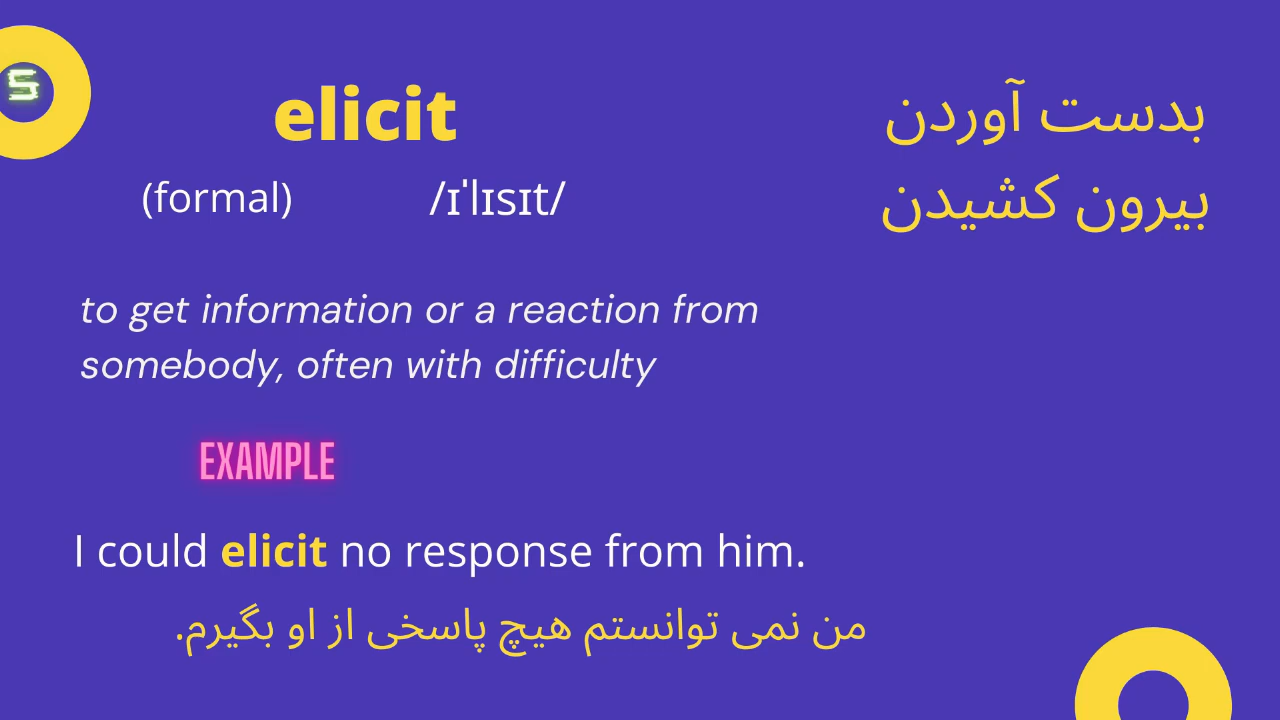 5
elicit
بدست آوردن
(formal)
/ɪˈlɪsɪt/
بیرون کشیدن
to get information or a reaction from
somebody, often with difficulty
EXAMPLE
I could elicit no response from him.
من نمی توانستم هیچ پاسخی از او بگیرم.